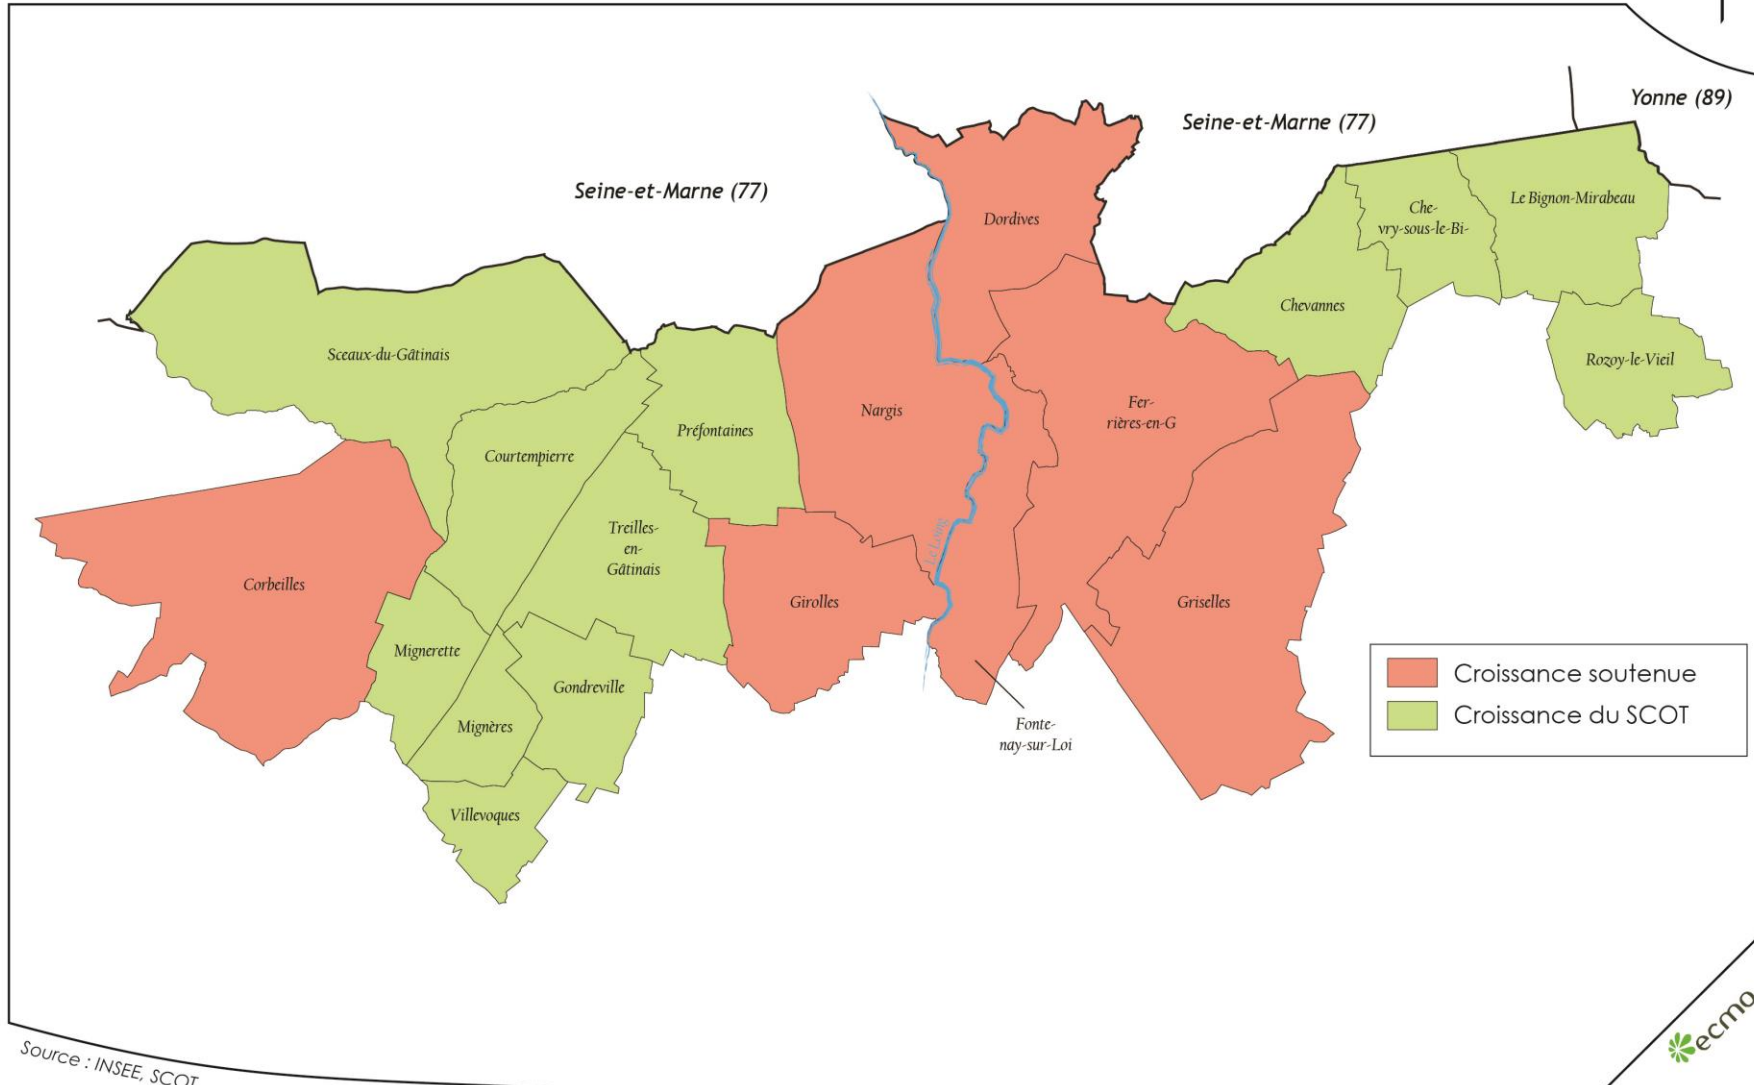 Yonne (89)
Seine-et-Marne (77)
Seine-et-Marne (77)
Dordives
Le Bignon-Mirabeau
Che-
vry-sous-le-Bi-
Chevannes
Sceaux-du-Gâtinais
Rozoy-le-Vieil
Nargis
Fer-
rières-en-G
Préfontaines
Courtempierre
Treilles-
en-
Gâtinais
Le Loing
Corbeilles
Girolles
Griselles
Mignerette
Gondreville
Mignères
Fonte-
nay-sur-Loi
Villevoques
Croissance soutenue
Croissance du SCOT
Source : INSEE, SCOT
ecmo